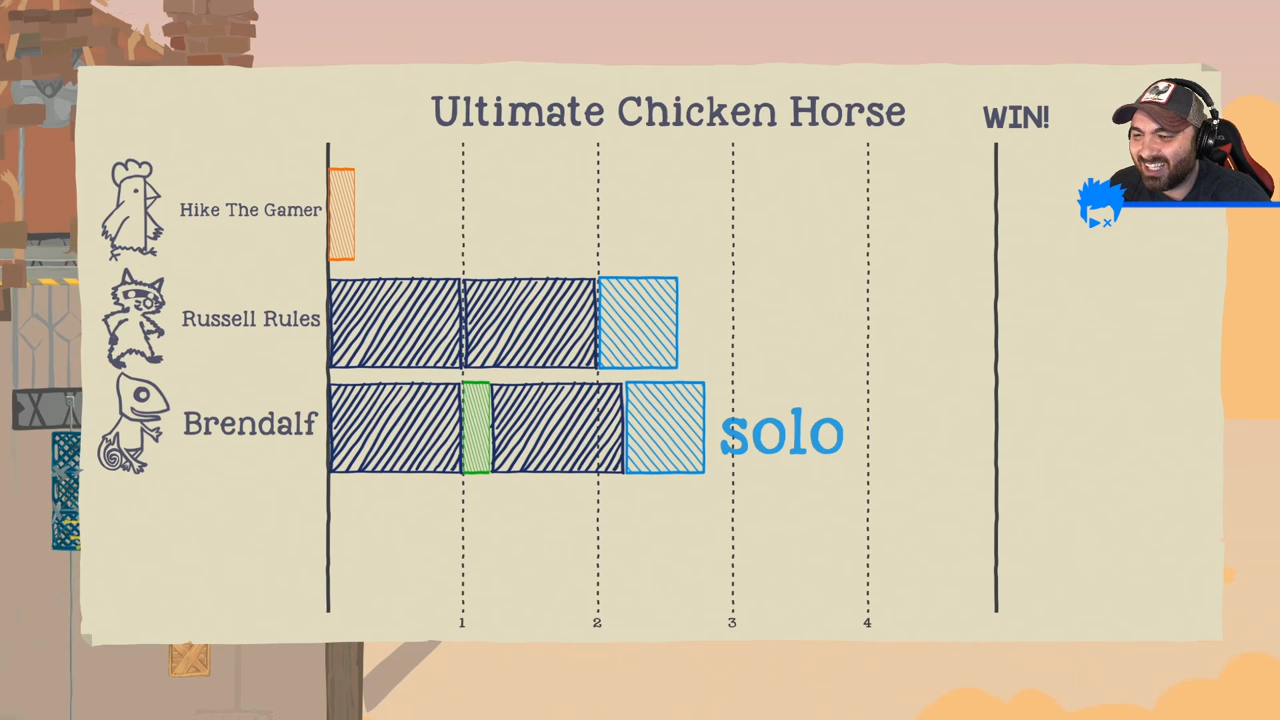 Ultimate Chicken Horse
WIN!
Hike The Gamer
Russell Rules
Brendalf
solo
1 2 3 4